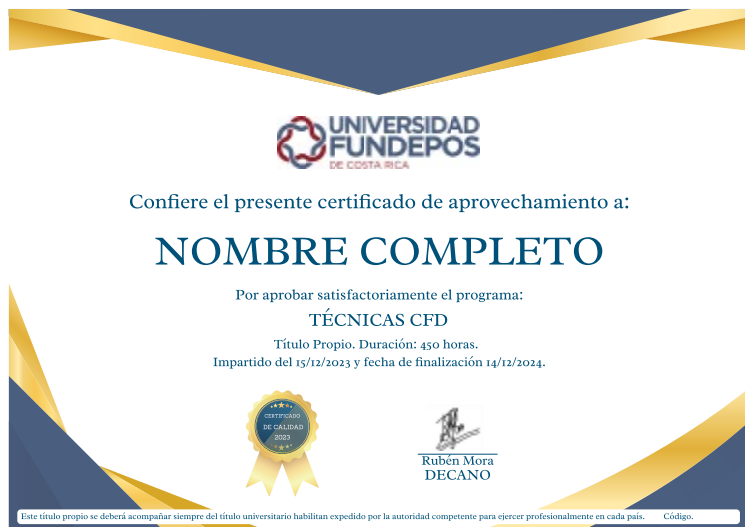 UNIVERSIDAD
FUNDEPOS
DE COSTA RICA
Confiere el presente certificado de aprovechamiento a:
NOMBRE COMPLETO
Por aprobar satisfactoriamente el programa:
TÉCNICAS CFD
Título Propio. Duración: 450 horas.
Impartido del 15/12/2023 y fecha de finalización 14/12/2024.
CERTIFICADO
DE CALIDAD
2023
Rubén Mora
DECANO
Este título propio se deberá acompañar siempre del título universitario habilitan expedido por la autoridad competente para ejercer profesionalmente en cada país. Código.